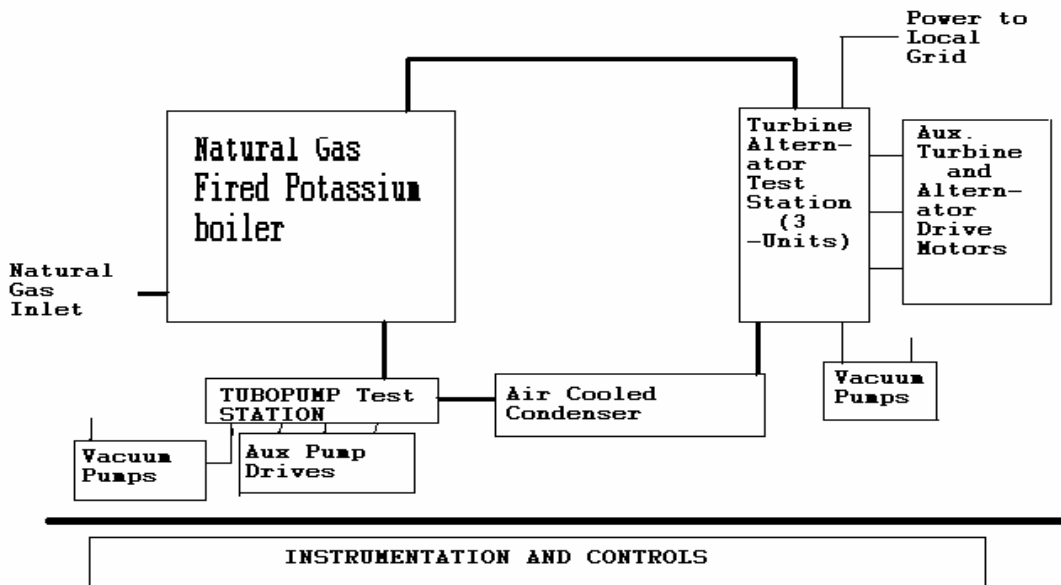 Power to
Local
Grid
Natural Gas
Fired Potassium
boiler
Turbine
Altern-
ator
Test
Station
(3
-Units)
Aux.
Turbine
and
Altern-
ator
Drive
Motors
Natural
Gas
Inlet
TUBOPUMP Test
STATION
Air Cooled
Condenser
Vacuum
Pumps
Vacuum
Pumps
Aux Pump
Drives
INSTRUMENTATION AND CONTROLS